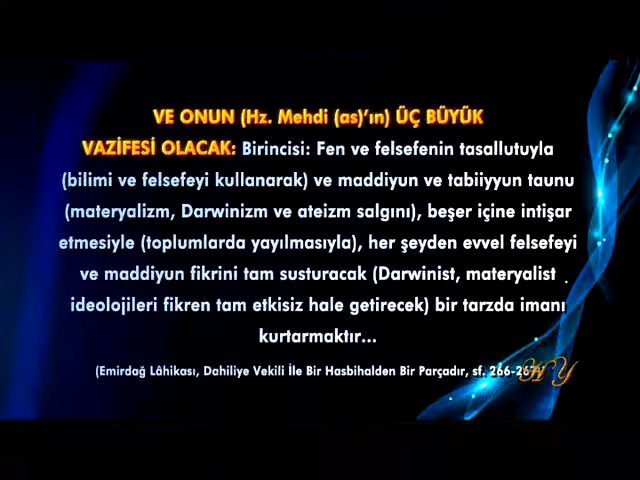 VE ONUN (Hz. Mehdi (as)'ın) ÜÇ BÜYÜK
VAZİFESİ OLACAK: Birincisi: Fen ve felsefenin tasallutuyla
(bilimi ve felsefeyi kullanarak) ve maddiyun ve tabiiyyun taunu
(materyalizm, Darwinizm ve ateizm salgını), beşer içine intişar
etmesiyle (toplumlarda yayılmasıyla), her şeyden evvel felsefeyi
ve maddiyun fikrini tam susturacak (Darwinist, materyalist
ideolojileri fikren tam etkisiz hale getirecek) bir tarzda imanı
kurtarmaktır...
(Emirdağ Lâhikası, Dahiliye Vekili İle Bir Hasbihalden Bir Parçadır, sf. 266-267)
HY